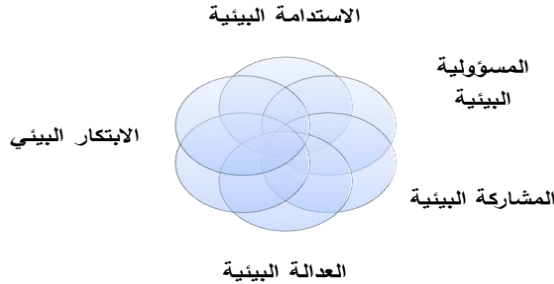 الاستدامة البيئية
المسؤولية
البيئية
الابتكار البيئي
المشاركة البيئية
العدالة البيئية